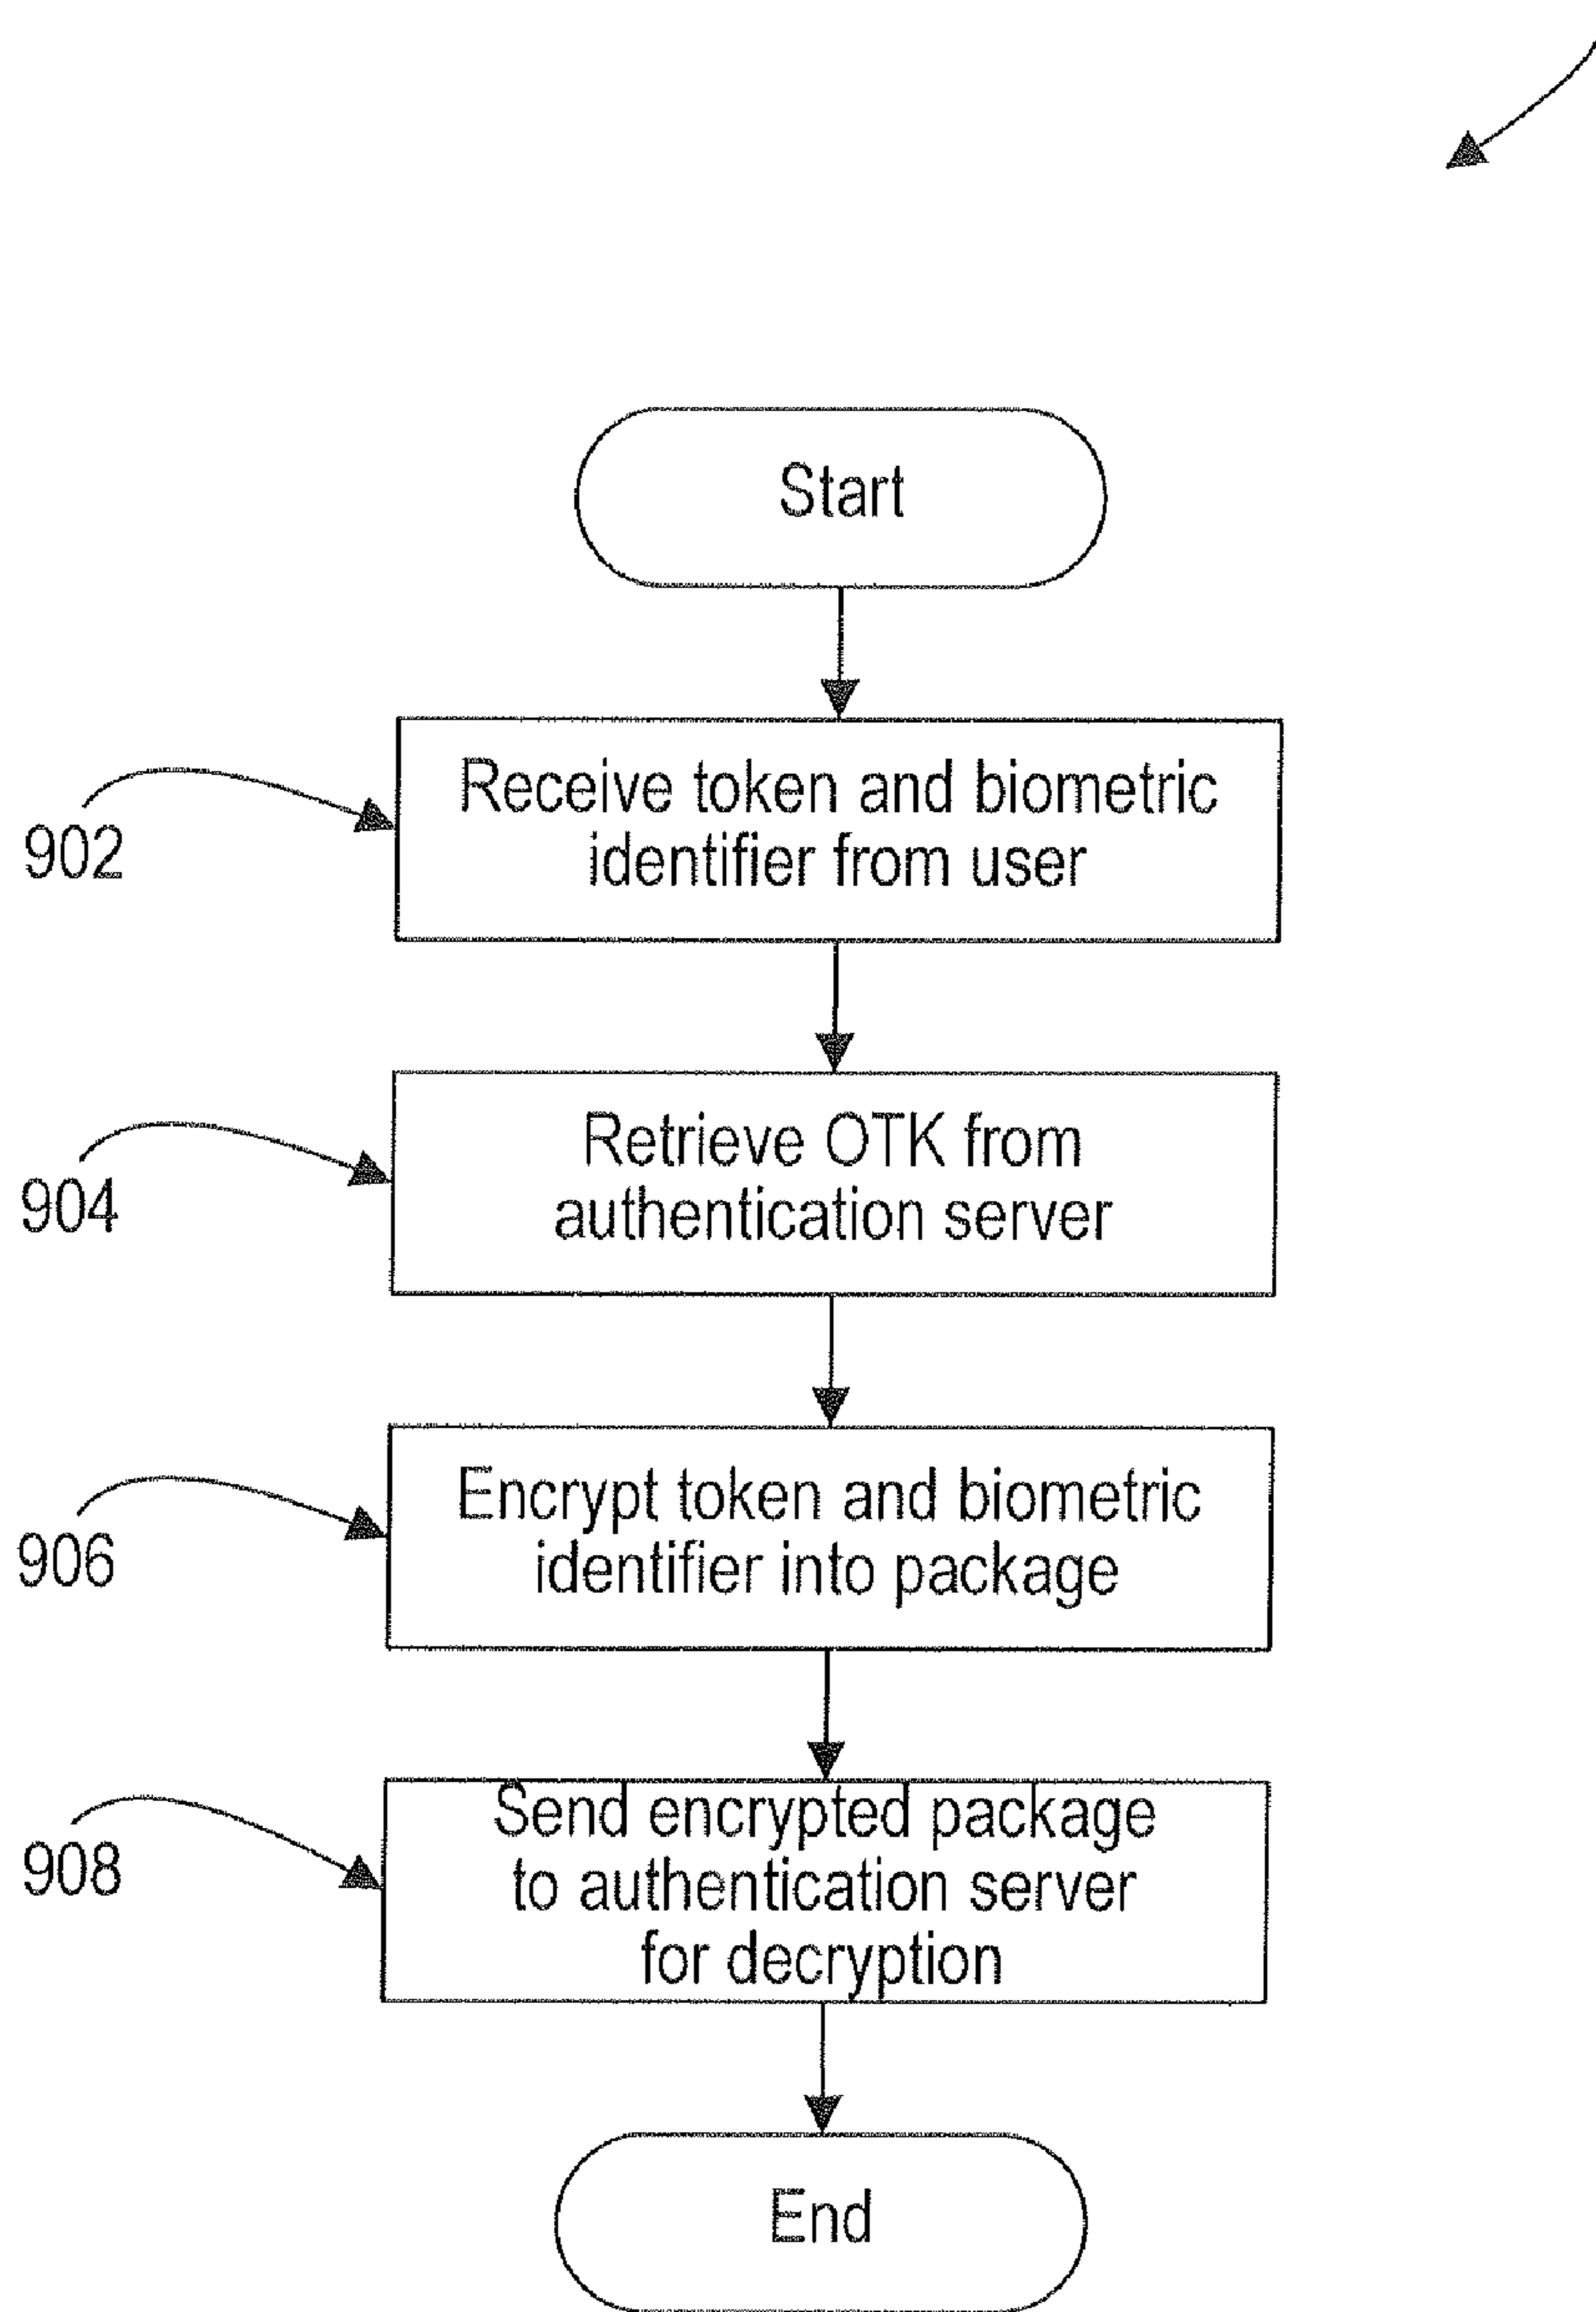 Start
Receive token and biometric
identifier from user
902
Retrieve OTK from
authentication server
904
Encrypt token and biometric
identifier into package
906
Send encrypted package
to authentication server
for decryption
908
End